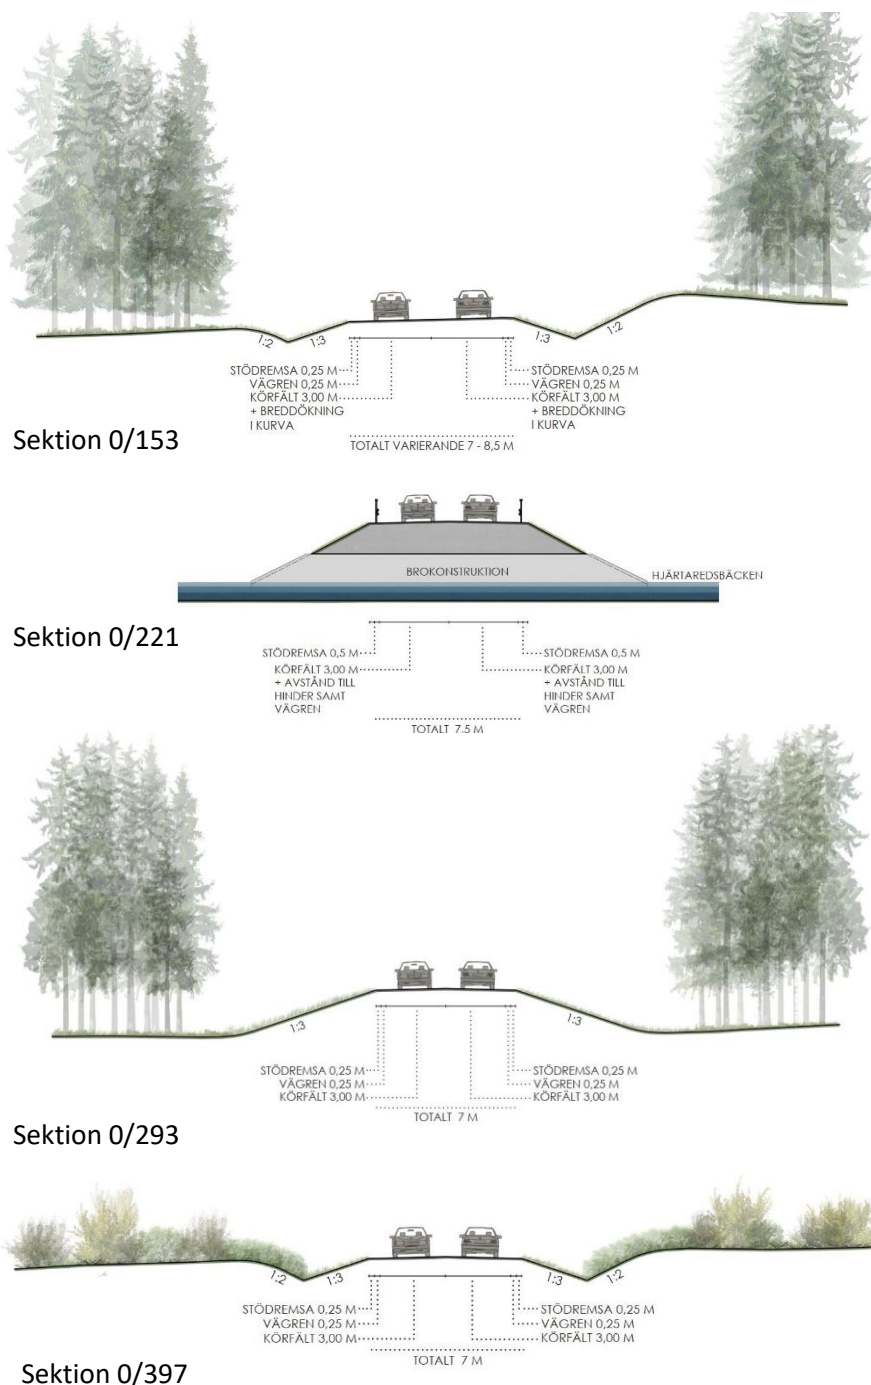 1:2
1:3
1:3
1:2
STÖDREMSA 0,25 M
VÄGREN 0,25 M
KÖRFÄLT 3,00 M
+ BREDDÖKNING
I KURVA
STÖDREMSA 0,25 M
VÄGREN 0,25 M
KÖRFÄLT 3,00 M
+ BREDDÖKNING
I KURVA
Sektion 0/153
TOTALT VARIERANDE 7 - 8,5 M
BROKONSTRUKTION
HJÄRTAREDSBÄCKEN
Sektion 0/221
STÖDREMSA 0,5 M
KÖRFÄLT 3,00 M
+ AVSTÅND TILL
HINDER SAMT
VÄGREN
STÖDREMSA 0,5 M
KÖRFÄLT 3,00 M
+ AVSTÅND TILL
HINDER SAMT
VÄGREN
TOTALT 7.5 M
1:3
1:3
STÖDREMSA 0,25 M
VÄGREN 0,25 M
KÖRFÄLT 3,00 M
STÖDREMSA 0,25 M
VÄGREN 0,25 M
KÖRFÄLT 3,00 M
TOTALT 7 M
Sektion 0/293
1:2
1:3
1:3
1:2
STÖDREMSA 0,25 M
VÄGREN 0,25 M
KÖRFÄLT 3,00 M
STÖDREMSA 0,25 M
VÄGREN 0,25 M
KÖRFÄLT 3,00 M
TOTALT 7 M
Sektion 0/397